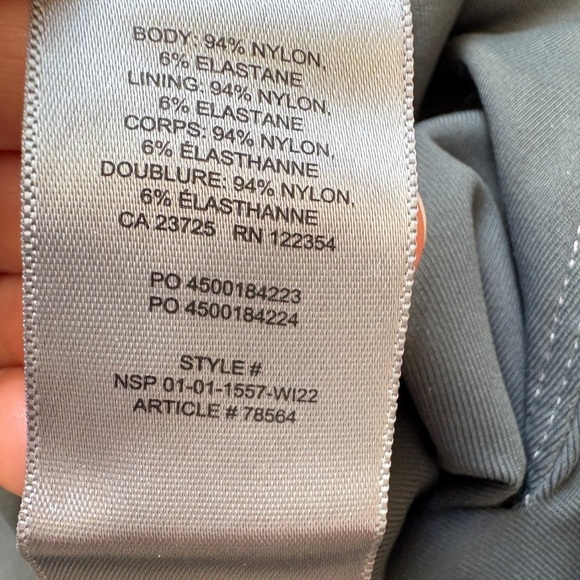 BODY: 94% NYLON,
6% ELASTANE
LINING: 94% NYLON,
6% ELASTANE
CORPS: 94% NYLON,
6% ÉLASTHANNE
DOUBLURE: 94% NYLON,
6% ÉLASTHANNE
CA 23725 RN 122354
PO 4500184223
PO 4500184224
STYLE #
NSP 01-01-1557-WI22
ARTICLE # 78564